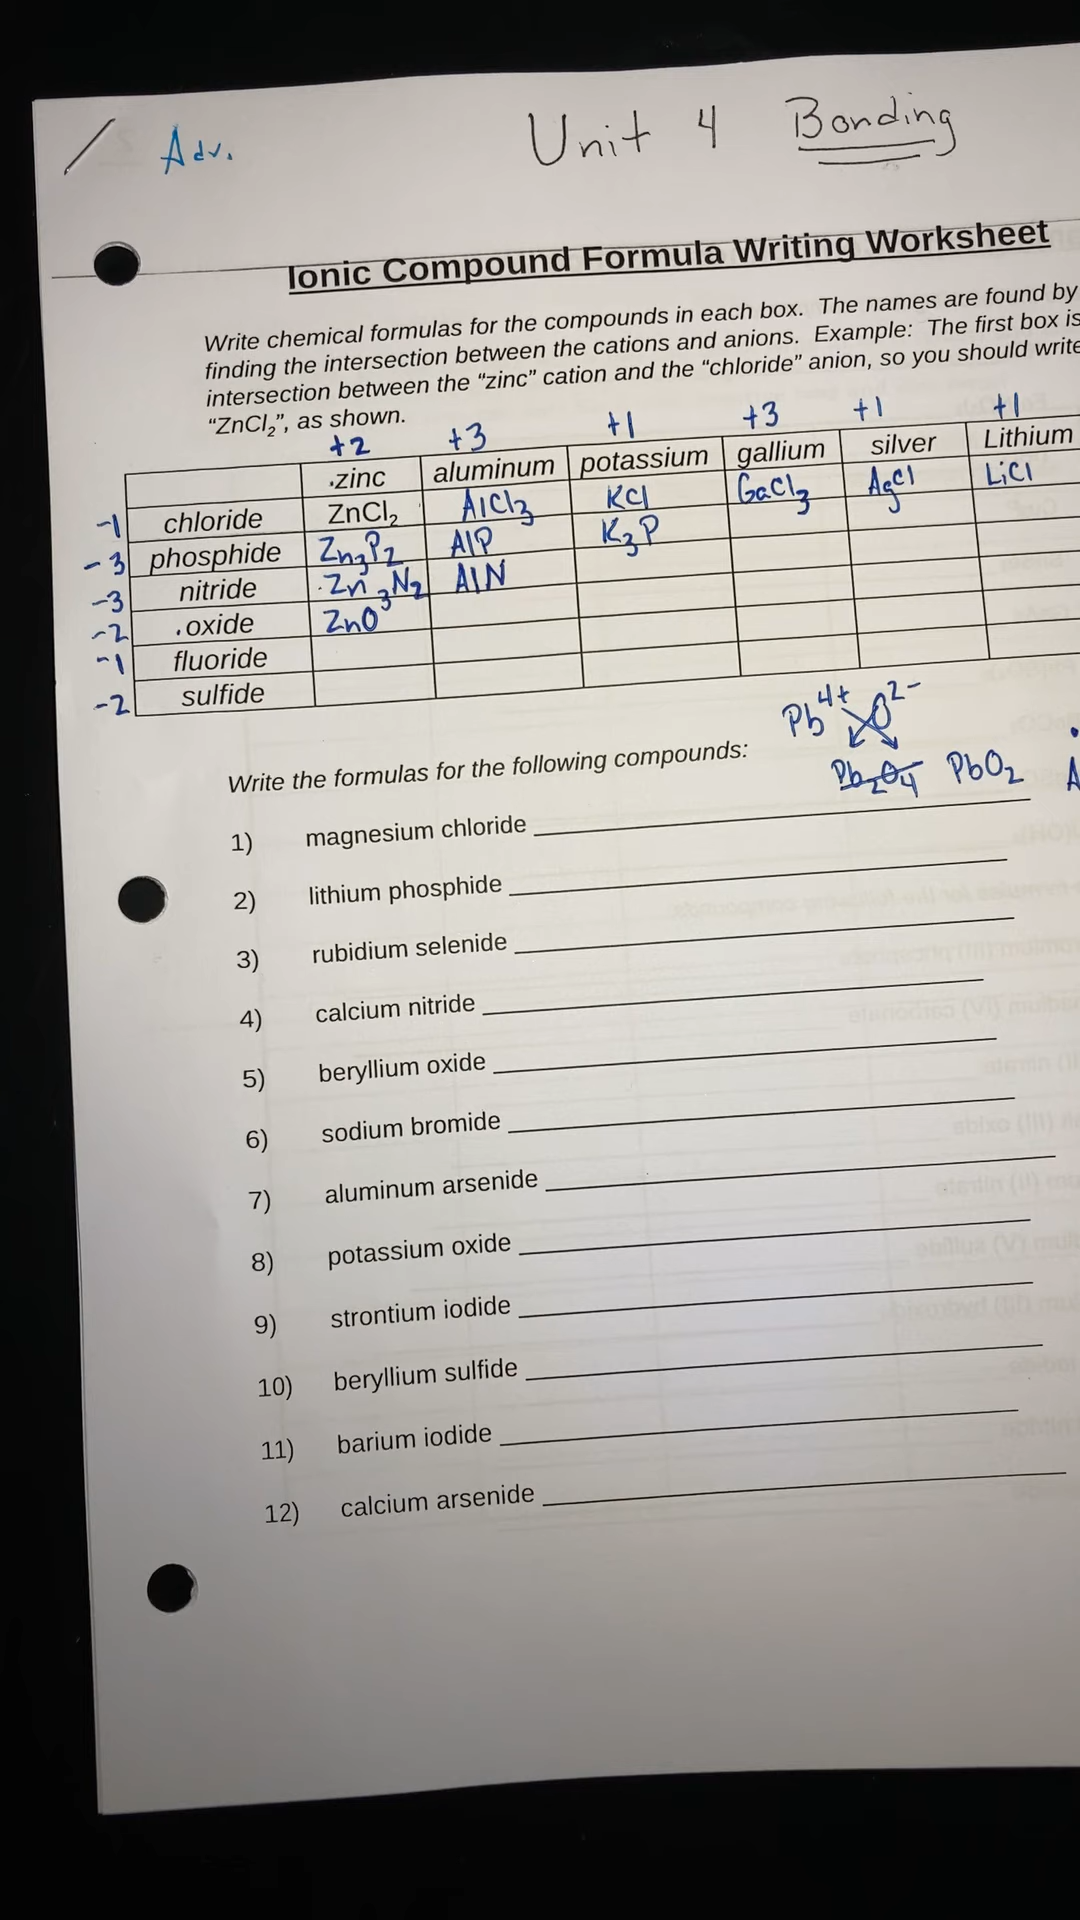 Adv. Unit 4 Bonding
Ionic Compound Formula Writing Worksheet
Write chemical formulas for the compounds in each box. The names are found by
finding the intersection between the cations and anions. Example: The first box is
intersection between the "zinc" cation and the "chloride" anion, so you should write
"ZnCl₂", as shown.
+2 +3 +1 +3 +1 +1
zinc aluminum potassium gallium silver Lithium
-1 chloride ZnCl₂ AlCl₃ KCl GaCl₃ AgCl LiCl
-3 phosphide Zn₃P₂ AlP K₃P
-3 nitride Zn₃N₂ AlN
-2 oxide ZnO
-1 fluoride
-2 sulfide
Pb⁴⁺ O²⁻
Pb₂O₄ PbO₂
Write the formulas for the following compounds:
1) magnesium chloride
2) lithium phosphide
3) rubidium selenide
4) calcium nitride
5) beryllium oxide
6) sodium bromide
7) aluminum arsenide
8) potassium oxide
9) strontium iodide
10) beryllium sulfide
11) barium iodide
12) calcium arsenide